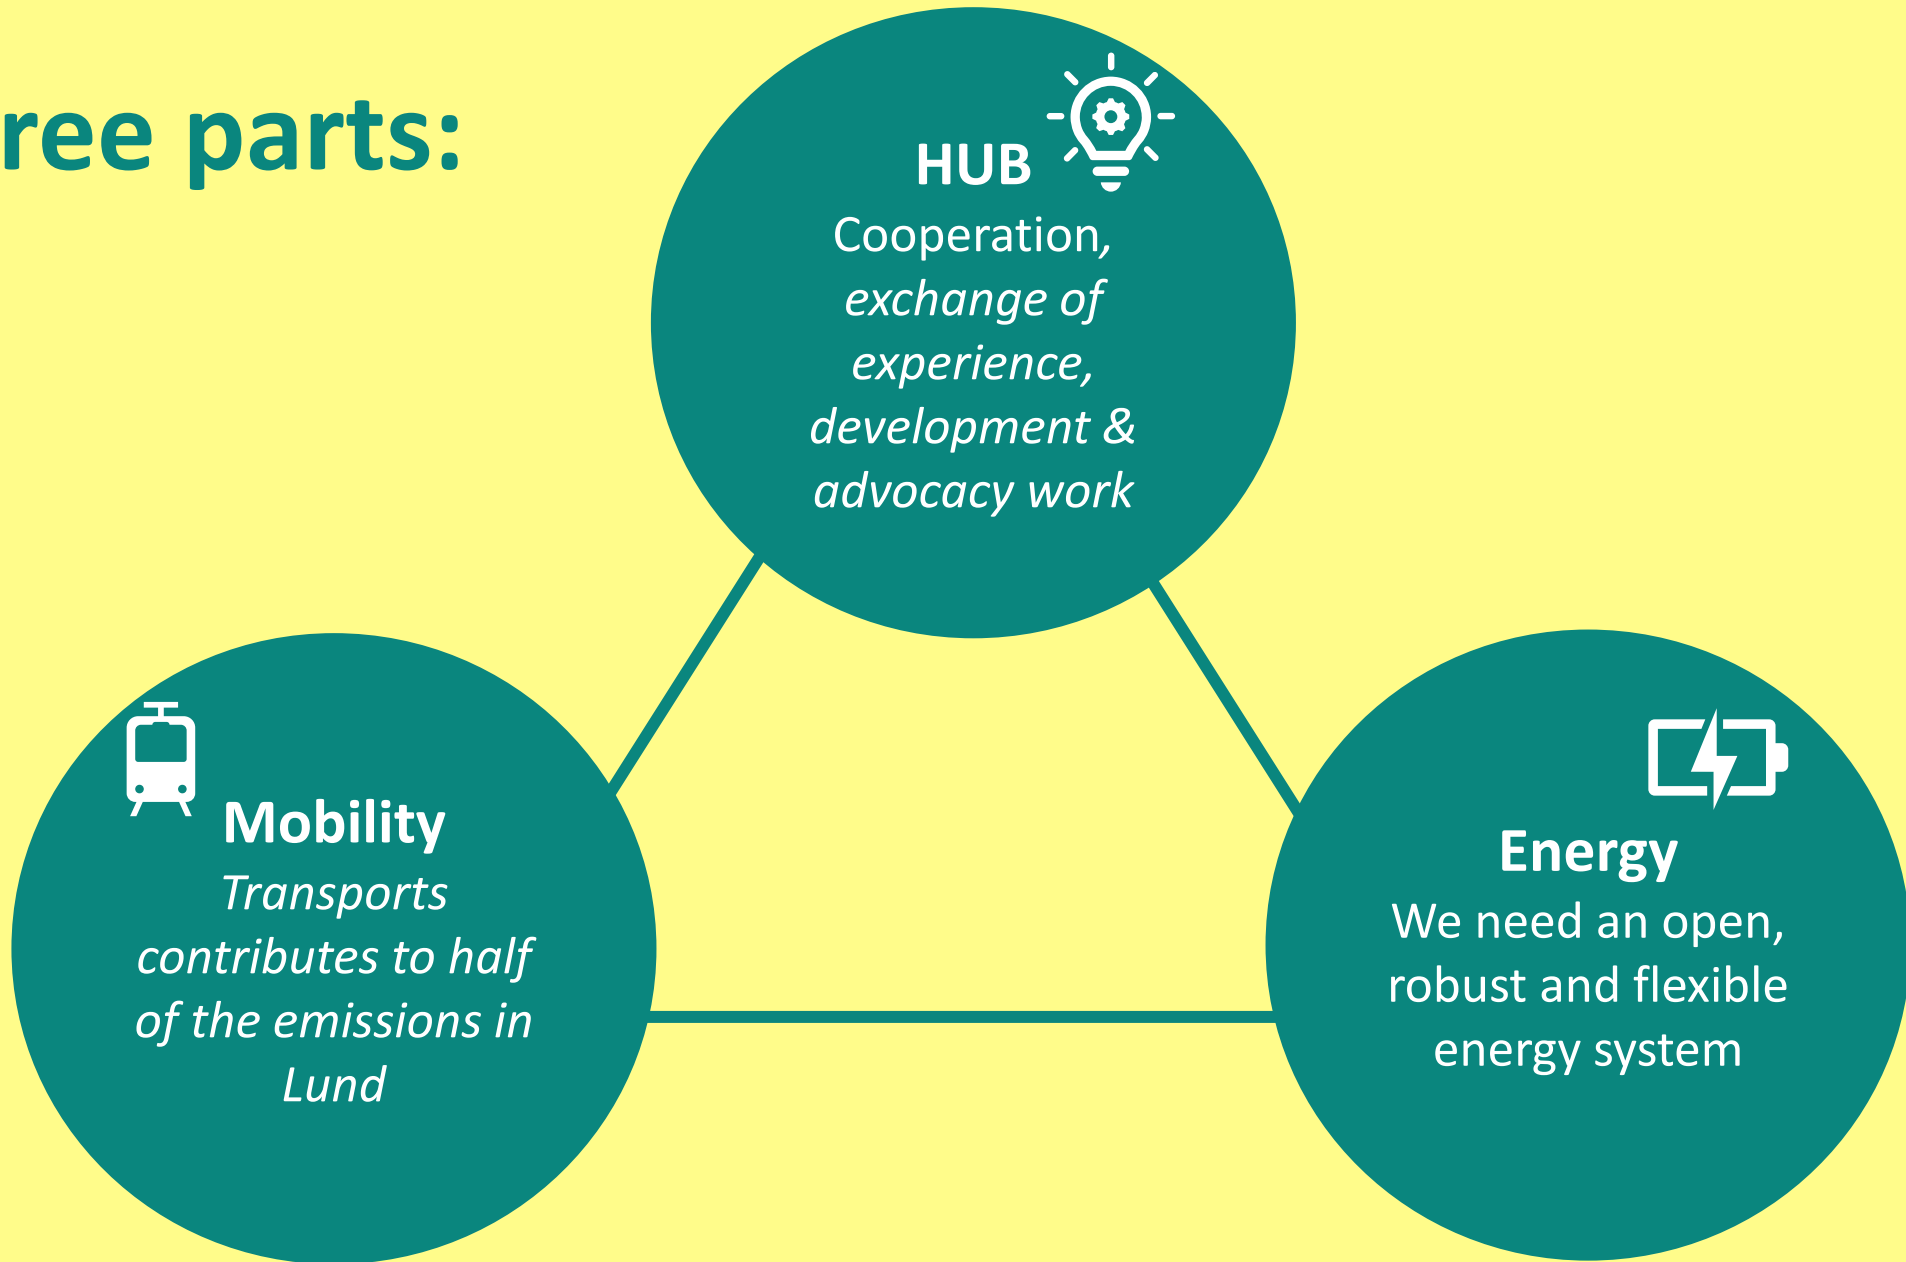 ree parts:
HUB
Cooperation,
exchange of
experience,
development &
advocacy work
Mobility
Transports
contributes to half
of the emissions in
Lund
Energy
We need an open,
robust and flexible
energy system